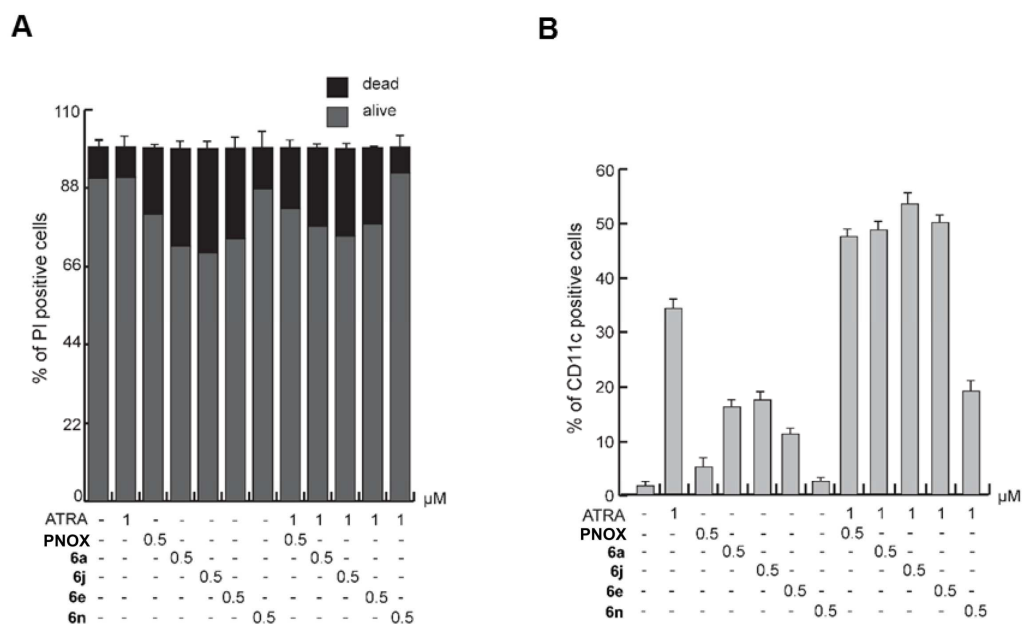 A
dead
alive
% of PI positive cells
110
88
66
44
22
0
µM
ATRA - 1 - - - - - 1 1 1 1 1
PNOX - - 0.5 - - - - 0.5 - - - -
6a - - - 0.5 - - - - 0.5 - - -
6j - - - - 0.5 - - - - 0.5 - -
6e - - - - - 0.5 - - - - 0.5 -
6n - - - - - - 0.5 - - - - 0.5
B
% of CD11c positive cells
60
50
40
30
20
10
0
µM
ATRA - 1 - - - - - 1 1 1 1 1
PNOX - - 0.5 - - - - 0.5 - - - -
6a - - - 0.5 - - - - 0.5 - - -
6j - - - - 0.5 - - - - 0.5 - -
6e - - - - - 0.5 - - - - 0.5 -
6n - - - - - - 0.5 - - - - 0.5